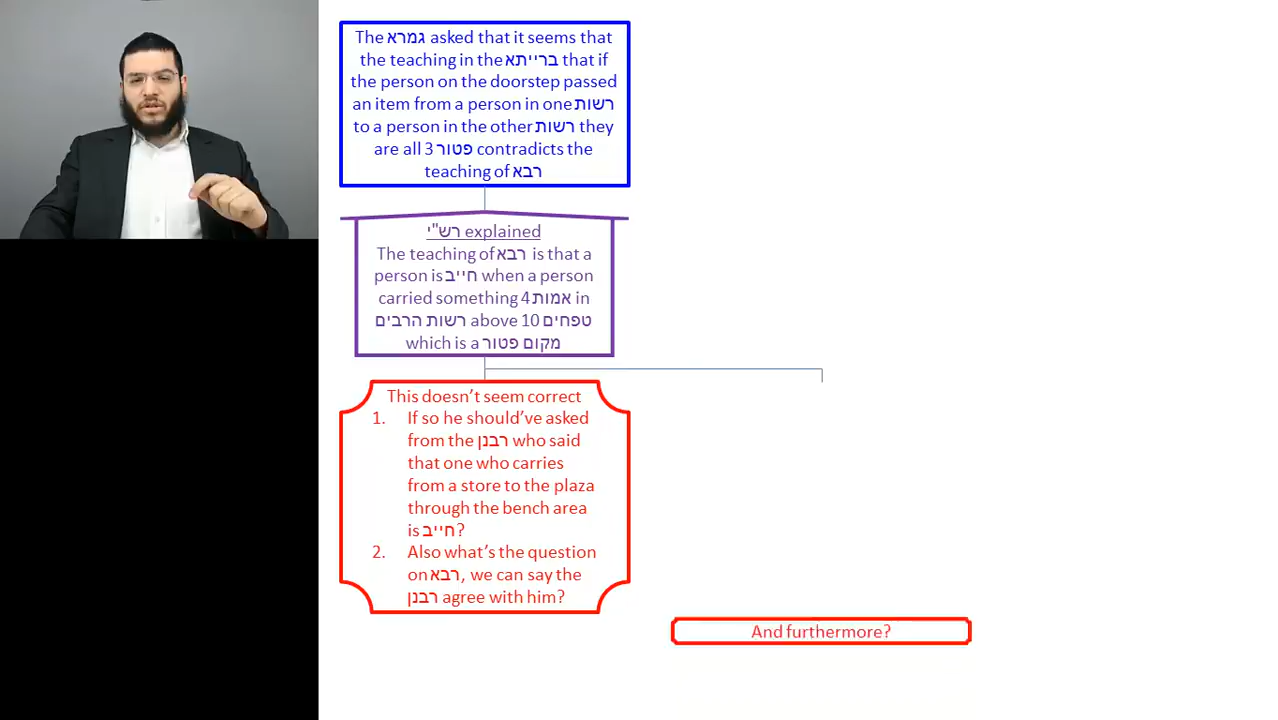 The גמרא asked that it seems that
the teaching in the ברייתא that if
the person on the doorstep passed
an item from a person in one רשות
to a person in the other רשות they
are all 3 פטור contradicts the
teaching of רבא
רש"י explained
The teaching of רבא is that a
person is חייב when a person
carried something 4 אמות in
רשות הרבים above 10 טפחים
which is a מקום פטור
This doesn't seem correct
1. If so he should've asked
from the רבנן who said
that one who carries
from a store to the plaza
through the bench area
is חייב?
2. Also what's the question
on רבא, we can say the
רבנן agree with him?
And furthermore?